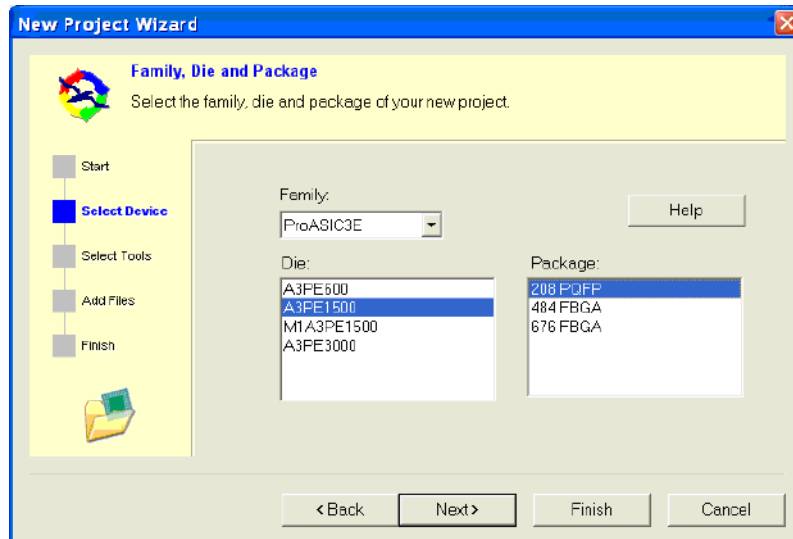 New Project Wizard
Family, Die and Package
Select the family, die and package of your new project.
Start
Select Device
Select Tools
Add Files
Finish
Family:
ProASIC3E
Help
Die:
A3PE600
A3PE1500
M1A3PE1500
A3PE3000
Package:
208 PQFP
484 FBGA
676 FBGA
<Back
Next>
Finish
Cancel